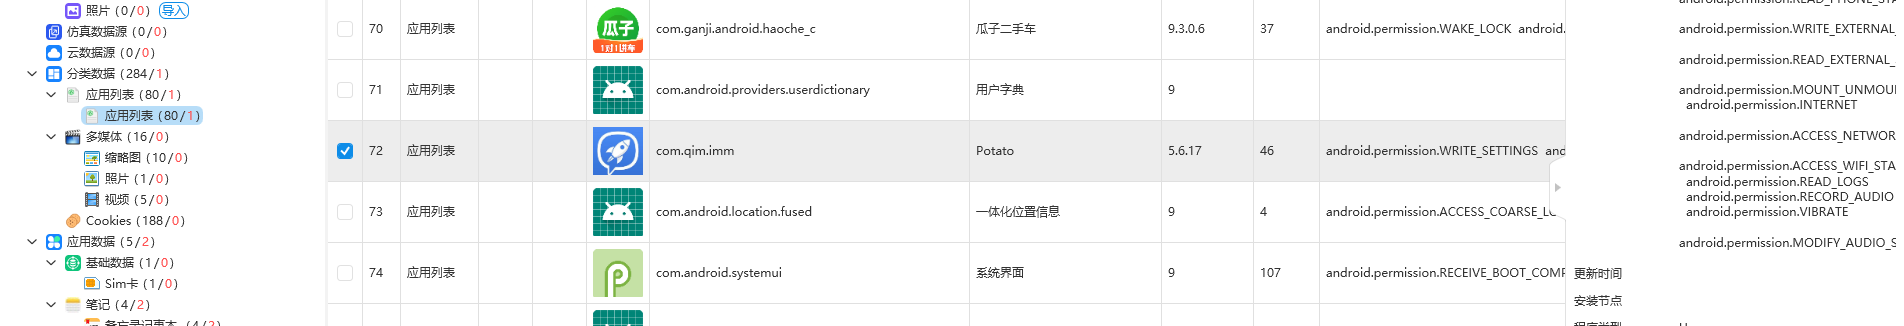 照片 (0/0) 导入
仿真数据源 (0/0)
云数据源 (0/0)
分类数据 (284/1)
应用列表 (80/1)
应用列表 (80/1)
多媒体 (16/0)
缩略图 (10/0)
照片 (1/0)
视频 (5/0)
Cookies (188/0)
应用数据 (5/2)
基础数据 (1/0)
Sim卡 (1/0)
笔记 (4/2)
70 应用列表 瓜子 1对1讲车 com.ganji.android.haoche_c 瓜子二手车 9.3.0.6 37 android.permission.WAKE_LOCK android.
71 应用列表 com.android.providers.userdictionary 用户字典 9
72 应用列表 com.qim.imm Potato 5.6.17 46 android.permission.WRITE_SETTINGS and
73 应用列表 com.android.location.fused 一体化位置信息 9 4 android.permission.ACCESS_COARSE_LO
74 应用列表 com.android.systemui 系统界面 9 107 android.permission.RECEIVE_BOOT_COMP
android.permission.WRITE_EXTERNAL_
android.permission.READ_EXTERNAL_
android.permission.MOUNT_UNMOU
android.permission.INTERNET
android.permission.ACCESS_NETWOR
android.permission.ACCESS_WIFI_STA
android.permission.READ_LOGS
android.permission.RECORD_AUDIO
android.permission.VIBRATE
android.permission.MODIFY_AUDIO_S
更新时间
安装节点